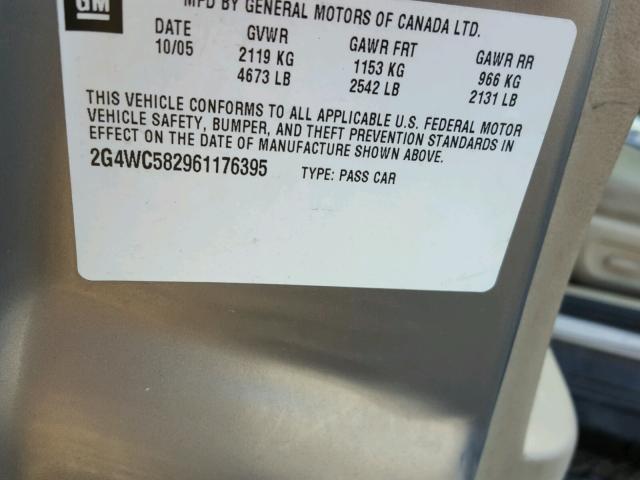 GM
MFD BY GENERAL MOTORS OF CANADA LTD.
DATE GVWR GAWR FRT GAWR RR
10/05 2119 KG 1153 KG 966 KG
4673 LB 2542 LB 2131 LB
THIS VEHICLE CONFORMS TO ALL APPLICABLE U.S. FEDERAL MOTOR
VEHICLE SAFETY, BUMPER, AND THEFT PREVENTION STANDARDS IN
EFFECT ON THE DATE OF MANUFACTURE SHOWN ABOVE.
2G4WC582961176395 TYPE: PASS CAR